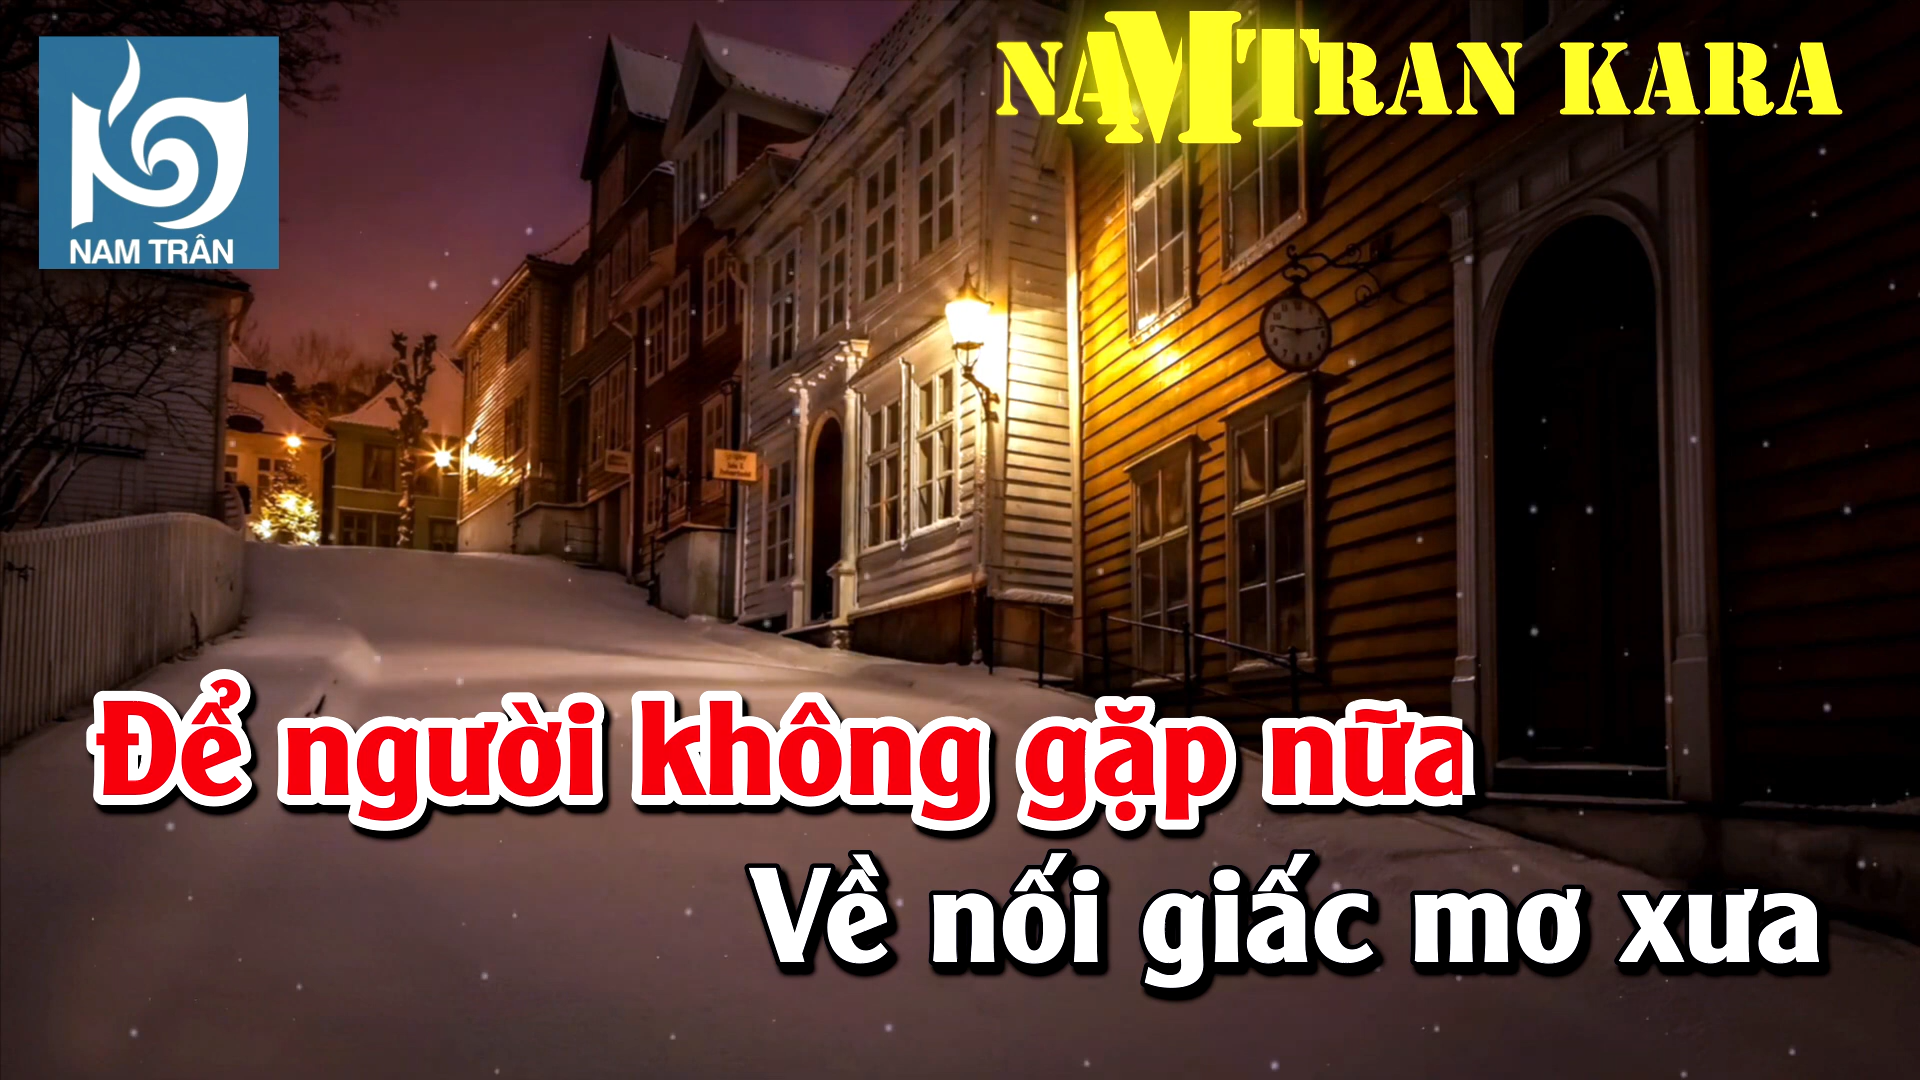 NAMTRAN KARA
NAM TRÂN
Để người không gặp nữa
Về nối giấc mơ xưa